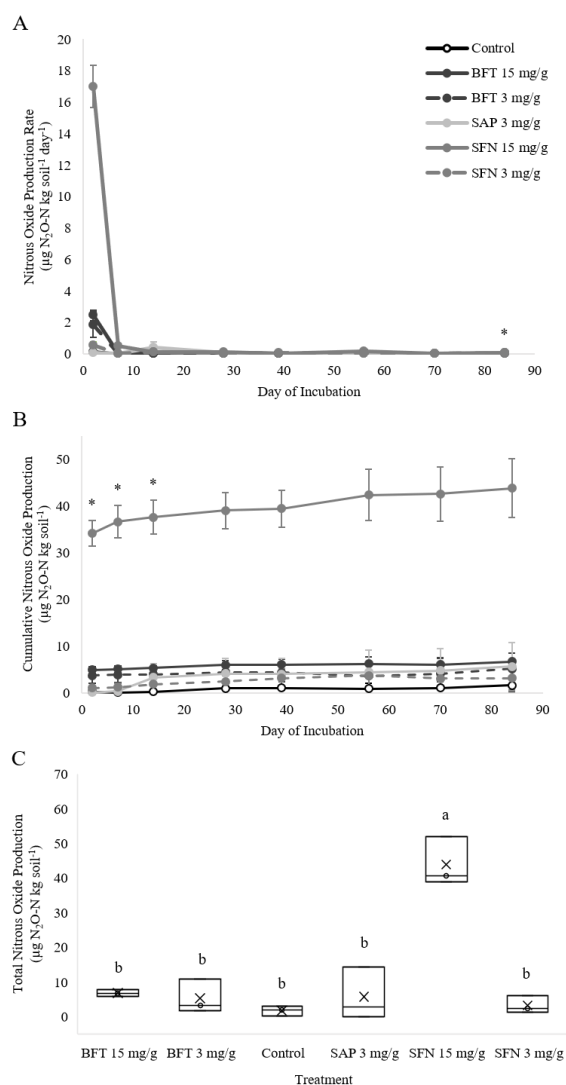 A
20
18
16
14
12
10
8
6
4
2
0
Nitrous Oxide Production Rate
(µg N₂O-N kg soil⁻¹ day⁻¹)
Control
BFT 15 mg/g
BFT 3 mg/g
SAP 3 mg/g
SFN 15 mg/g
SFN 3 mg/g
*
0 10 20 30 40 50 60 70 80 90
Day of Incubation
B
50
40
30
20
10
0
Cumulative Nitrous Oxide Production
(µg N₂O-N kg soil⁻¹)
* * *
0 10 20 30 40 50 60 70 80 90
Day of Incubation
C
70
60
50
40
30
20
10
0
Total Nitrous Oxide Production
(µg N₂O-N kg soil⁻¹)
b b b b a b
BFT 15 mg/g BFT 3 mg/g Control SAP 3 mg/g SFN 15 mg/g SFN 3 mg/g
Treatment